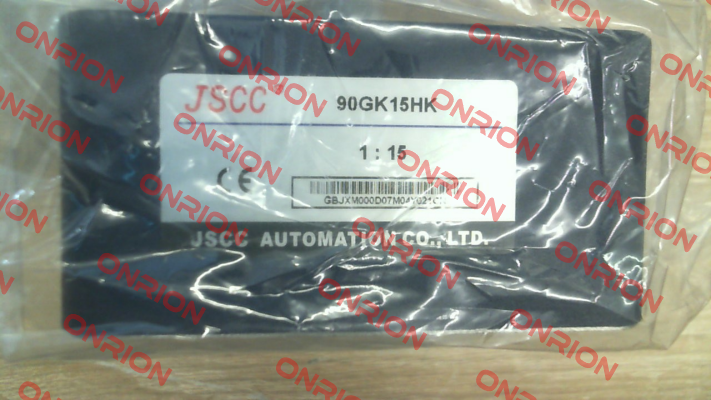 JSCC 90GK15HK
1 : 15
CE
JSCC AUTOMATION CO., LTD.
ONRION